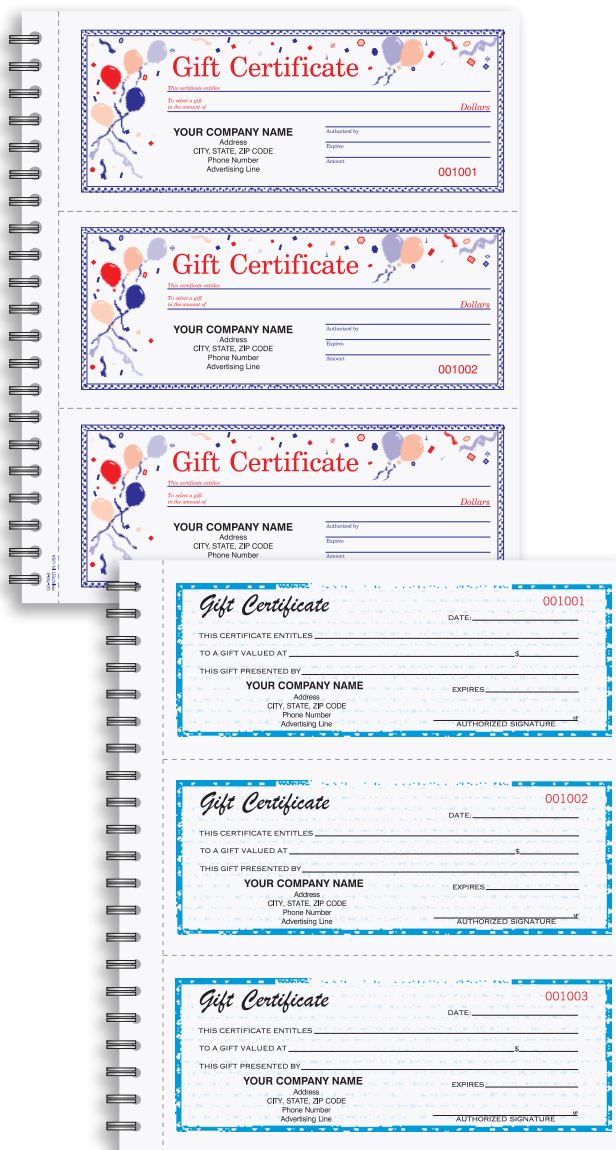 Gift Certificate
This certificate entitles
To select a gift
in the amount of
Dollars
YOUR COMPANY NAME
Address
CITY, STATE, ZIP CODE
Phone Number
Advertising Line
Authorized by
Expires
Amount
001001
Gift Certificate
This certificate entitles
To select a gift
in the amount of
Dollars
YOUR COMPANY NAME
Address
CITY, STATE, ZIP CODE
Phone Number
Advertising Line
Authorized by
Expires
Amount
001002
Gift Certificate
This certificate entitles
To select a gift
in the amount of
Dollars
YOUR COMPANY NAME
Address
CITY, STATE, ZIP CODE
Phone Number
Authorized by
Expires
Amount
PRINTED IN USA
Gift Certificate
001001
DATE:
THIS CERTIFICATE ENTITLES
TO A GIFT VALUED AT $
THIS GIFT PRESENTED BY
YOUR COMPANY NAME
Address
CITY, STATE, ZIP CODE
Phone Number
Advertising Line
EXPIRES
AUTHORIZED SIGNATURE
Gift Certificate
001002
DATE:
THIS CERTIFICATE ENTITLES
TO A GIFT VALUED AT $
THIS GIFT PRESENTED BY
YOUR COMPANY NAME
Address
CITY, STATE, ZIP CODE
Phone Number
Advertising Line
EXPIRES
AUTHORIZED SIGNATURE
Gift Certificate
001003
DATE:
THIS CERTIFICATE ENTITLES
TO A GIFT VALUED AT $
THIS GIFT PRESENTED BY
YOUR COMPANY NAME
Address
CITY, STATE, ZIP CODE
Phone Number
Advertising Line
EXPIRES
AUTHORIZED SIGNATURE